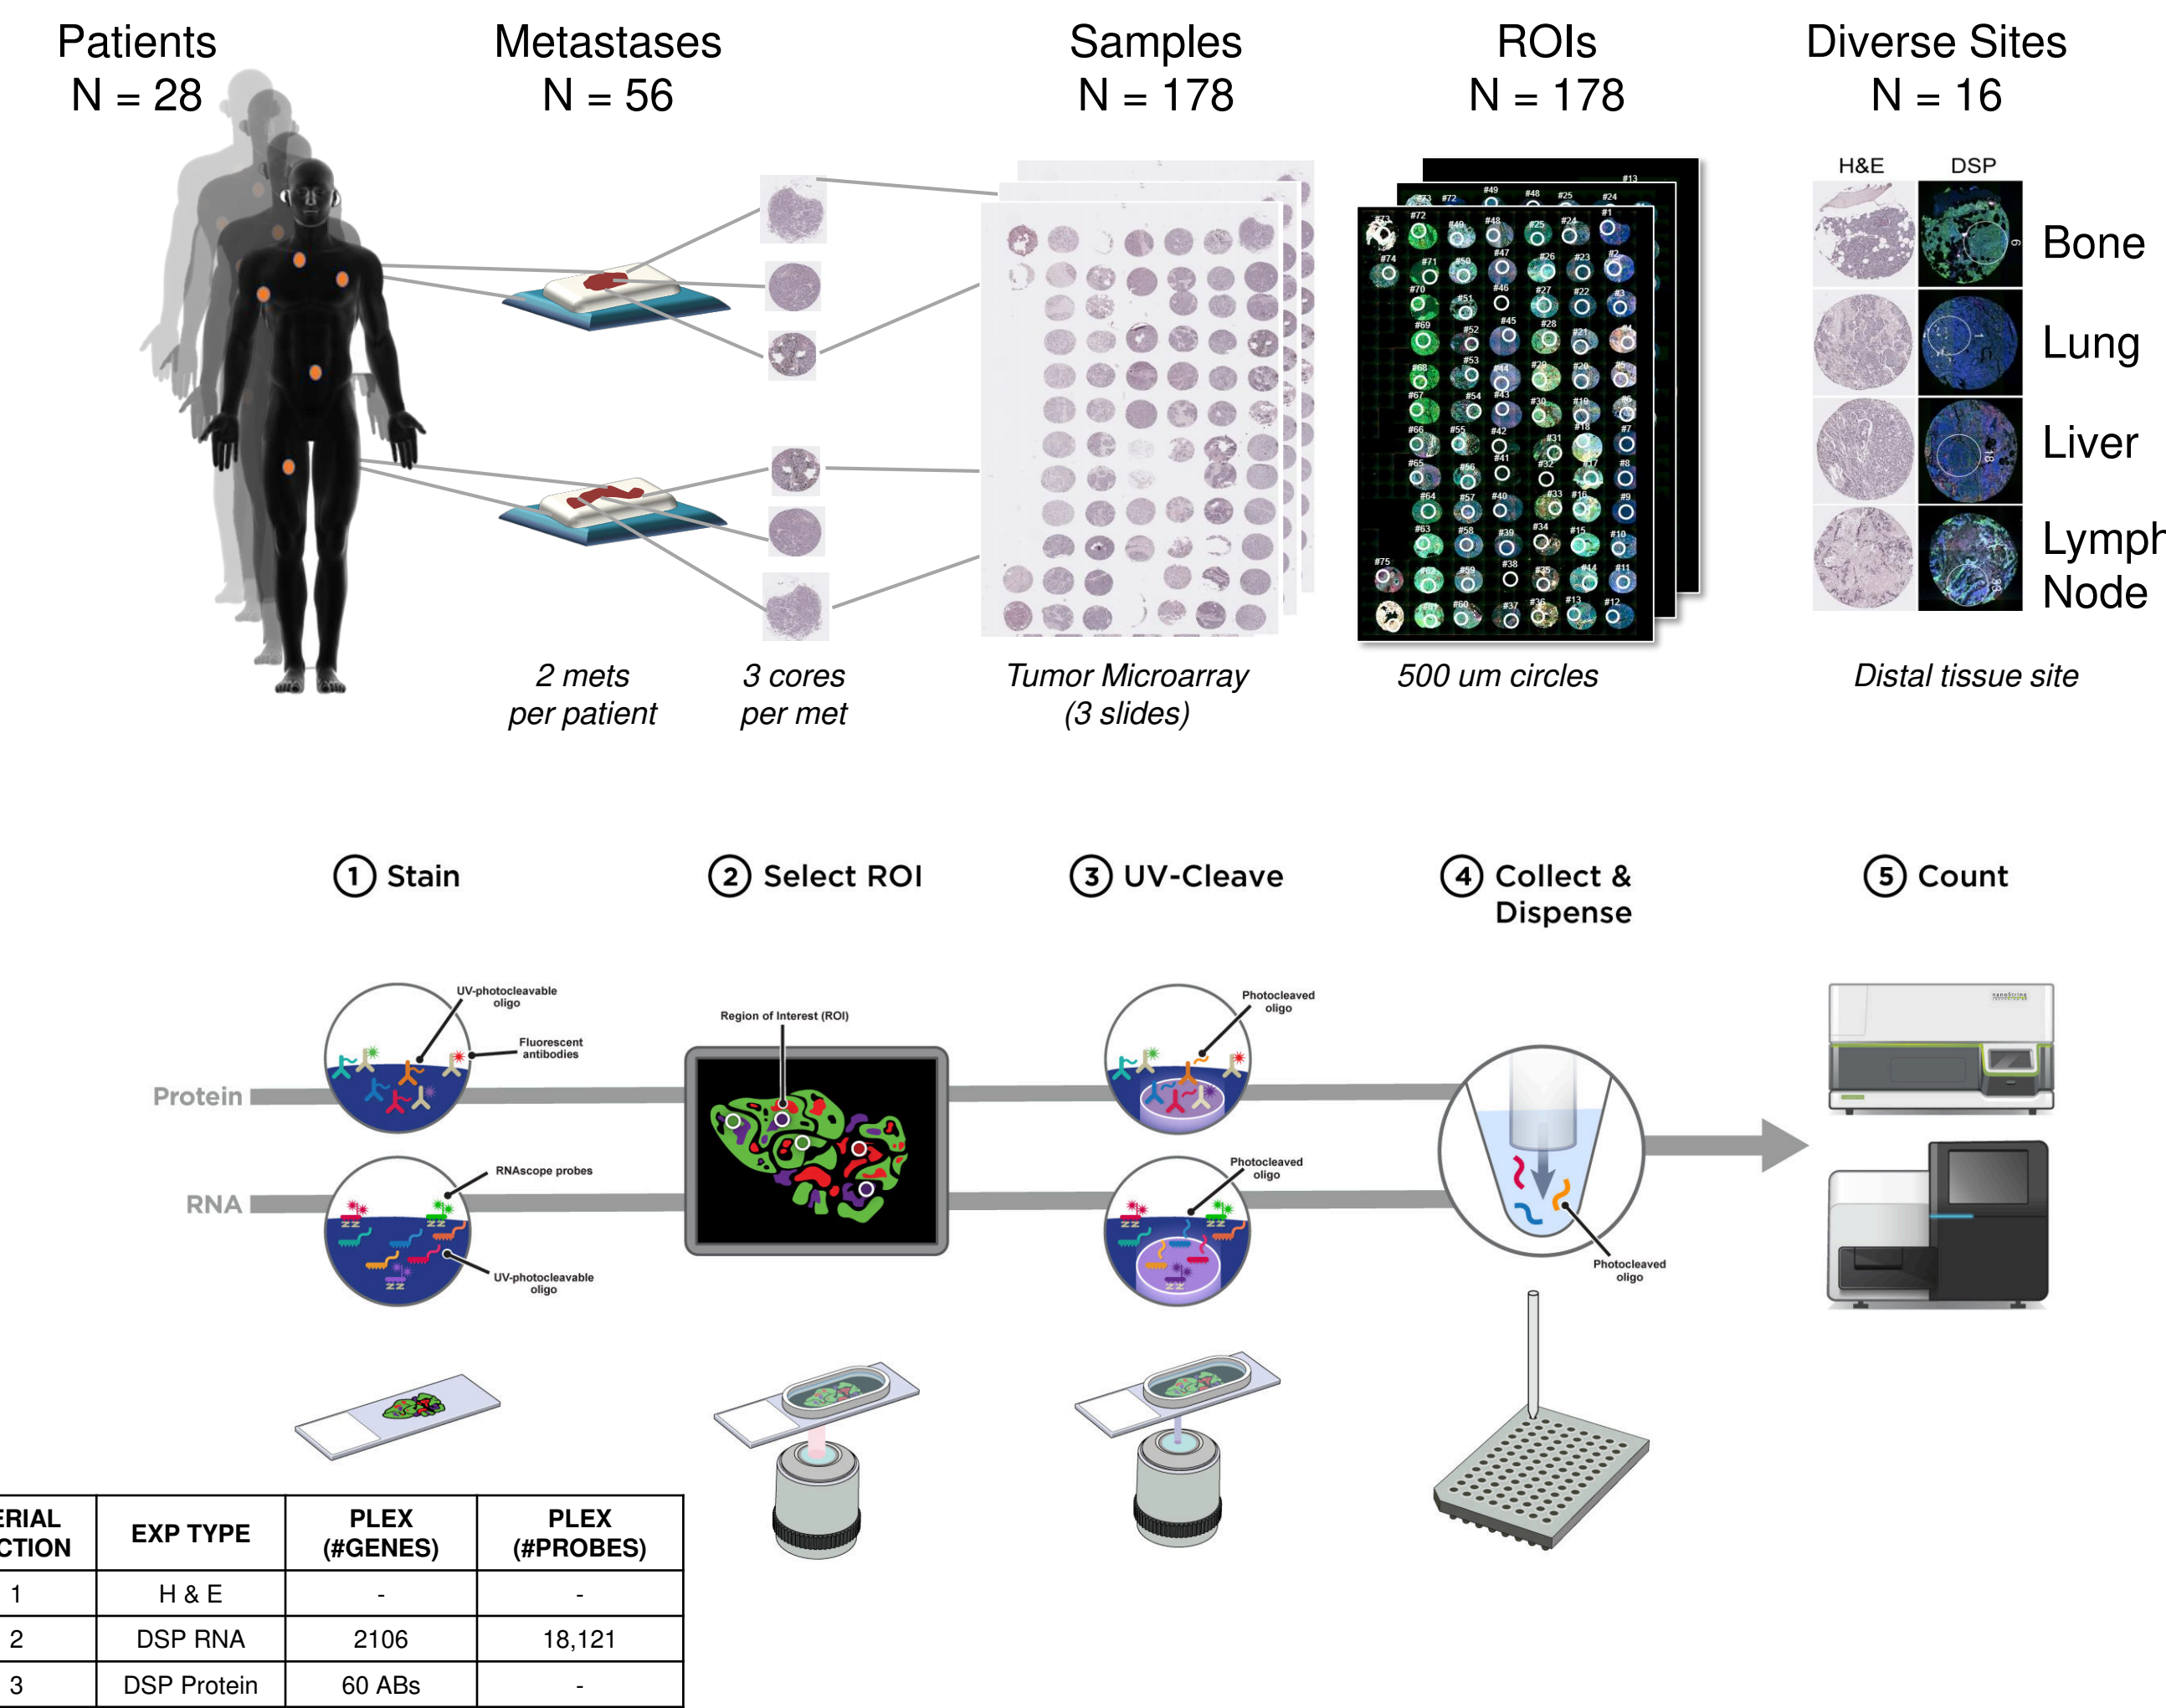 Patients
N = 28
Metastases
N = 56
Samples
N = 178
ROIs
N = 178
Diverse Sites
N = 16
H&E
DSP
Bone
Lung
Liver
Lymph
Node
2 mets
per patient
3 cores
per met
Tumor Microarray
(3 slides)
500 um circles
Distal tissue site
1 Stain
2 Select ROI
3 UV-Cleave
4 Collect &
Dispense
5 Count
UV-photocleavable
oligo
Fluorescent
antibodies
Region of Interest (ROI)
Photocleaved
oligo
Protein
RNA
RNAscope probes
UV-photocleavable
oligo
Photocleaved
oligo
Photocleaved
oligo
nanoString
ERIAL
CTION
EXP TYPE
PLEX
(#GENES)
PLEX
(#PROBES)
1 H & E - -
2 DSP RNA 2106 18,121
3 DSP Protein 60 ABs -